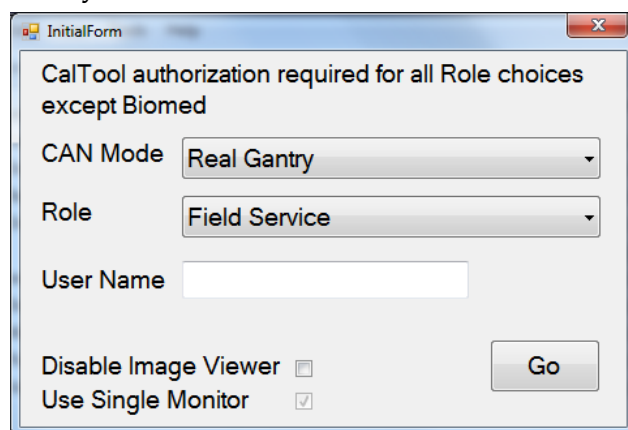 InitialForm
CalTool authorization required for all Role choices
except Biomed
CAN Mode Real Gantry
Role Field Service
User Name
Disable Image Viewer
Go
Use Single Monitor